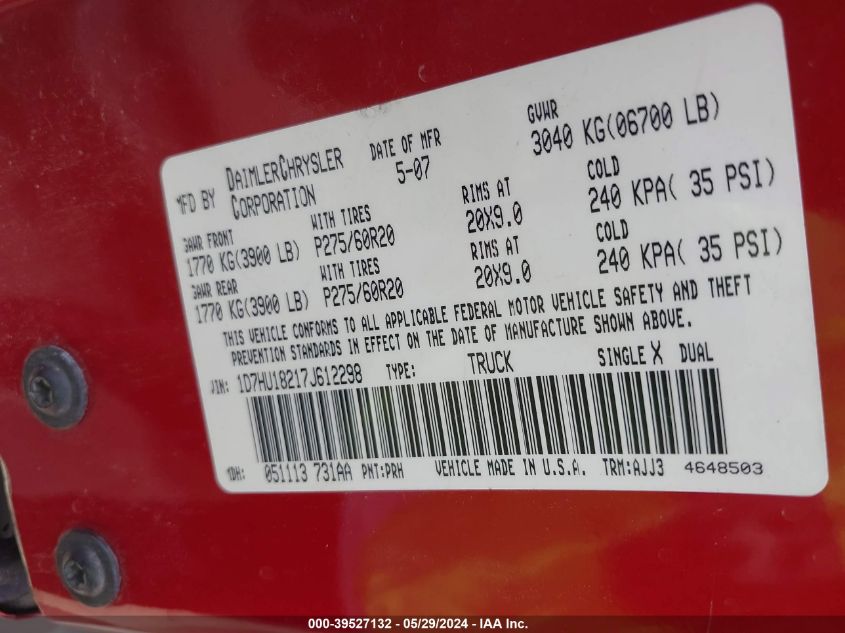 MFD BY DAIMLERCHRYSLER CORPORATION
DATE OF MFR 5-07
GVWR 3040 KG(06700 LB)
GAWR FRONT WITH TIRES RIMS AT COLD
1770 KG(3900 LB) P275/60R20 20X9.0 240 KPA( 35 PSI)
GAWR REAR WITH TIRES RIMS AT COLD
1770 KG(3900 LB) P275/60R20 20X9.0 240 KPA( 35 PSI)
THIS VEHICLE CONFORMS TO ALL APPLICABLE FEDERAL MOTOR VEHICLE SAFETY AND THEFT
PREVENTION STANDARDS IN EFFECT ON THE DATE OF MANUFACTURE SHOWN ABOVE.
VIN: 1D7HU18217J612298 TYPE: TRUCK SINGLE X DUAL
MDH: 051113 731AA PNT:PRH VEHICLE MADE IN U.S.A. TRM:AJJ3 4648503
000-39527132 - 05/29/2024 - IAA Inc.